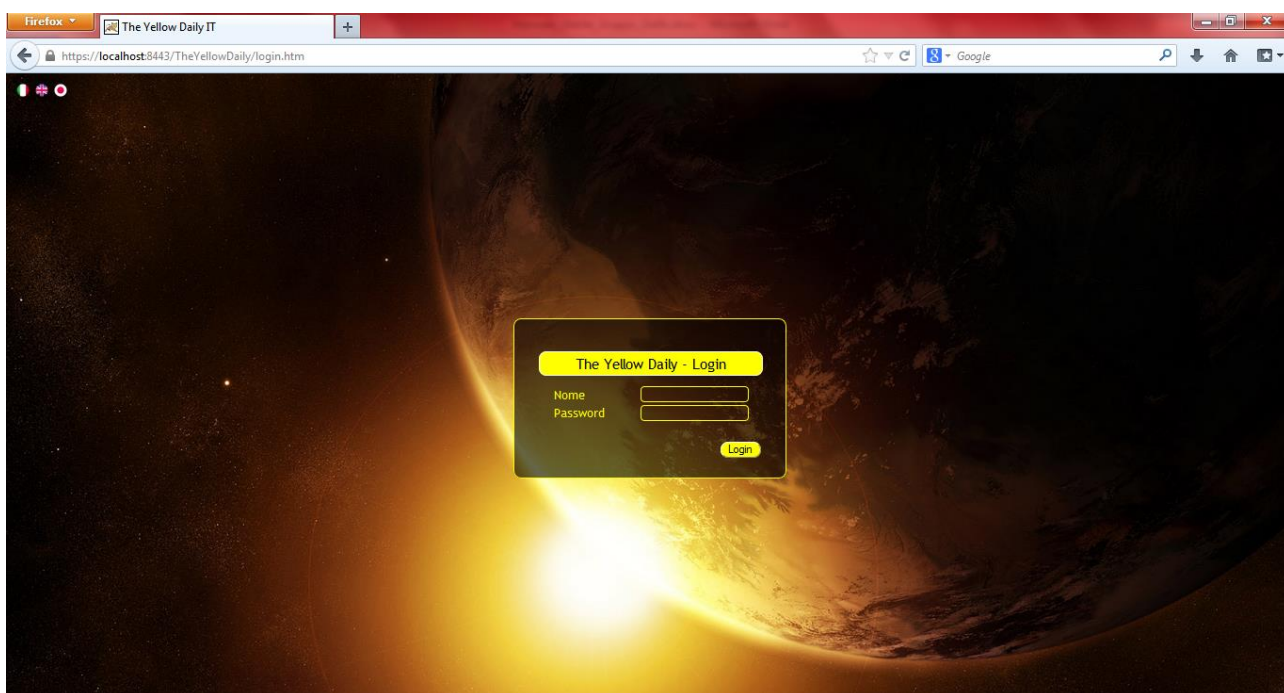 Firefox
The Yellow Daily IT
https://localhost:8443/TheYellowDaily/login.htm
Google
The Yellow Daily - Login
Nome
Password
Login